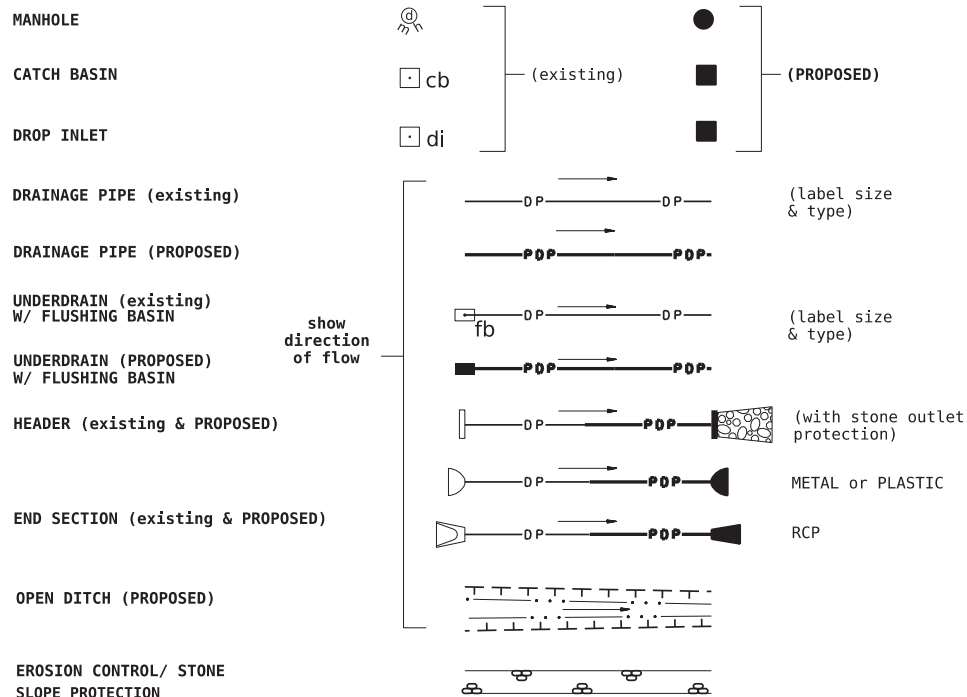 MANHOLE
d
m h
CATCH BASIN
cb
(existing)
(PROPOSED)
DROP INLET
di
DRAINAGE PIPE (existing)
DP DP
(label size
& type)
DRAINAGE PIPE (PROPOSED)
PDP PDP
UNDERDRAIN (existing)
W/ FLUSHING BASIN
fb
DP DP
(label size
& type)
show
direction
of flow
UNDERDRAIN (PROPOSED)
W/ FLUSHING BASIN
PDP PDP
HEADER (existing & PROPOSED)
DP PDP
(with stone outlet
protection)
DP PDP
METAL or PLASTIC
END SECTION (existing & PROPOSED)
DP PDP
RCP
OPEN DITCH (PROPOSED)
EROSION CONTROL/ STONE
SLOPE PROTECTION